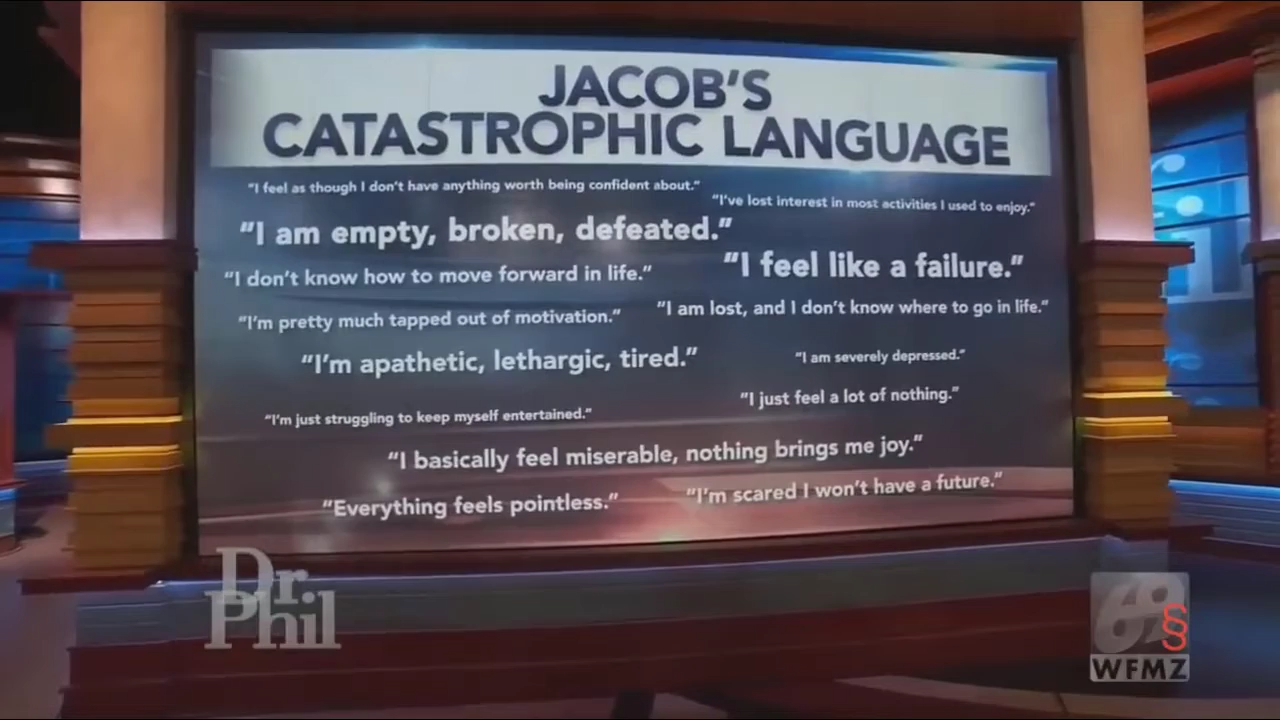 JACOB'S
CATASTROPHIC LANGUAGE
"I feel as though I don't have anything worth being confident about."
"I've lost interest in most activities I used to enjoy."
"I am empty, broken, defeated."
"I feel like a failure."
"I don't know how to move forward in life."
"I am lost, and I don't know where to go in life."
"I'm pretty much tapped out of motivation."
"I'm apathetic, lethargic, tired."
"I am severely depressed."
"I just feel a lot of nothing."
"I'm just struggling to keep myself entertained."
"I basically feel miserable, nothing brings me joy."
"I'm scared I won't have a future."
"Everything feels pointless."
Dr.
Phil
69
§
WFMZ